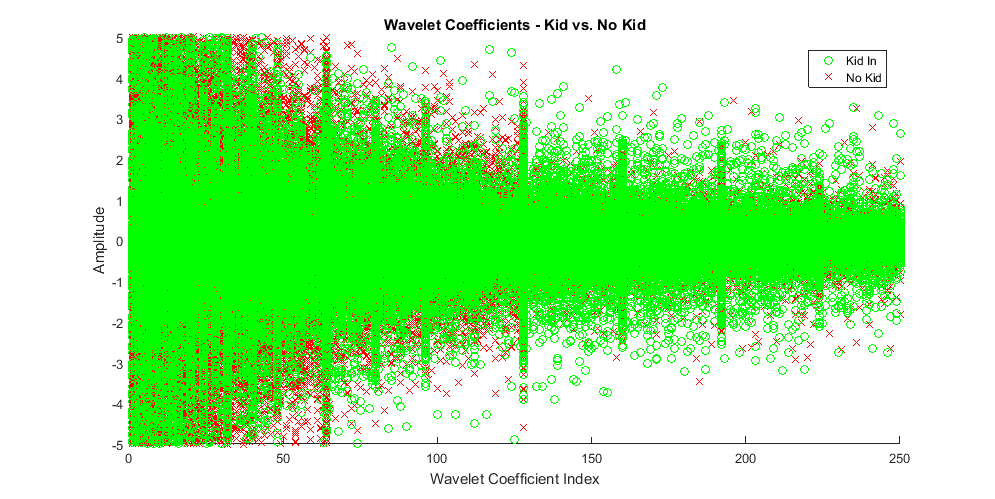 Wavelet Coefficients - Kid vs. No Kid
Kid In
No Kid
Amplitude
5
4
3
2
1
0
-1
-2
-3
-4
-5
0 50 100 150 200 250
Wavelet Coefficient Index